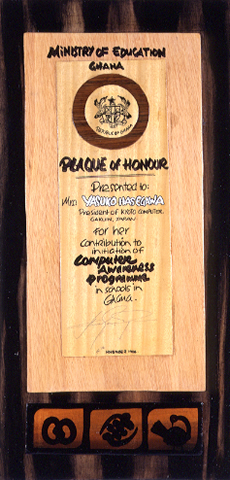 MINISTRY OF EDUCATION
GHANA
REPUBLIC OF GHANA
PLAQUE OF HONOUR
Presented to:
YASUKO HASEGAWA
PRESIDENT OF KYOTO COMPUTER
GAKUIN, JAPAN
for her
contribution to
initiation of
COMPUTER
AWARENESS
PROGRAMME
in schools in
GHANA.
NOVEMBER